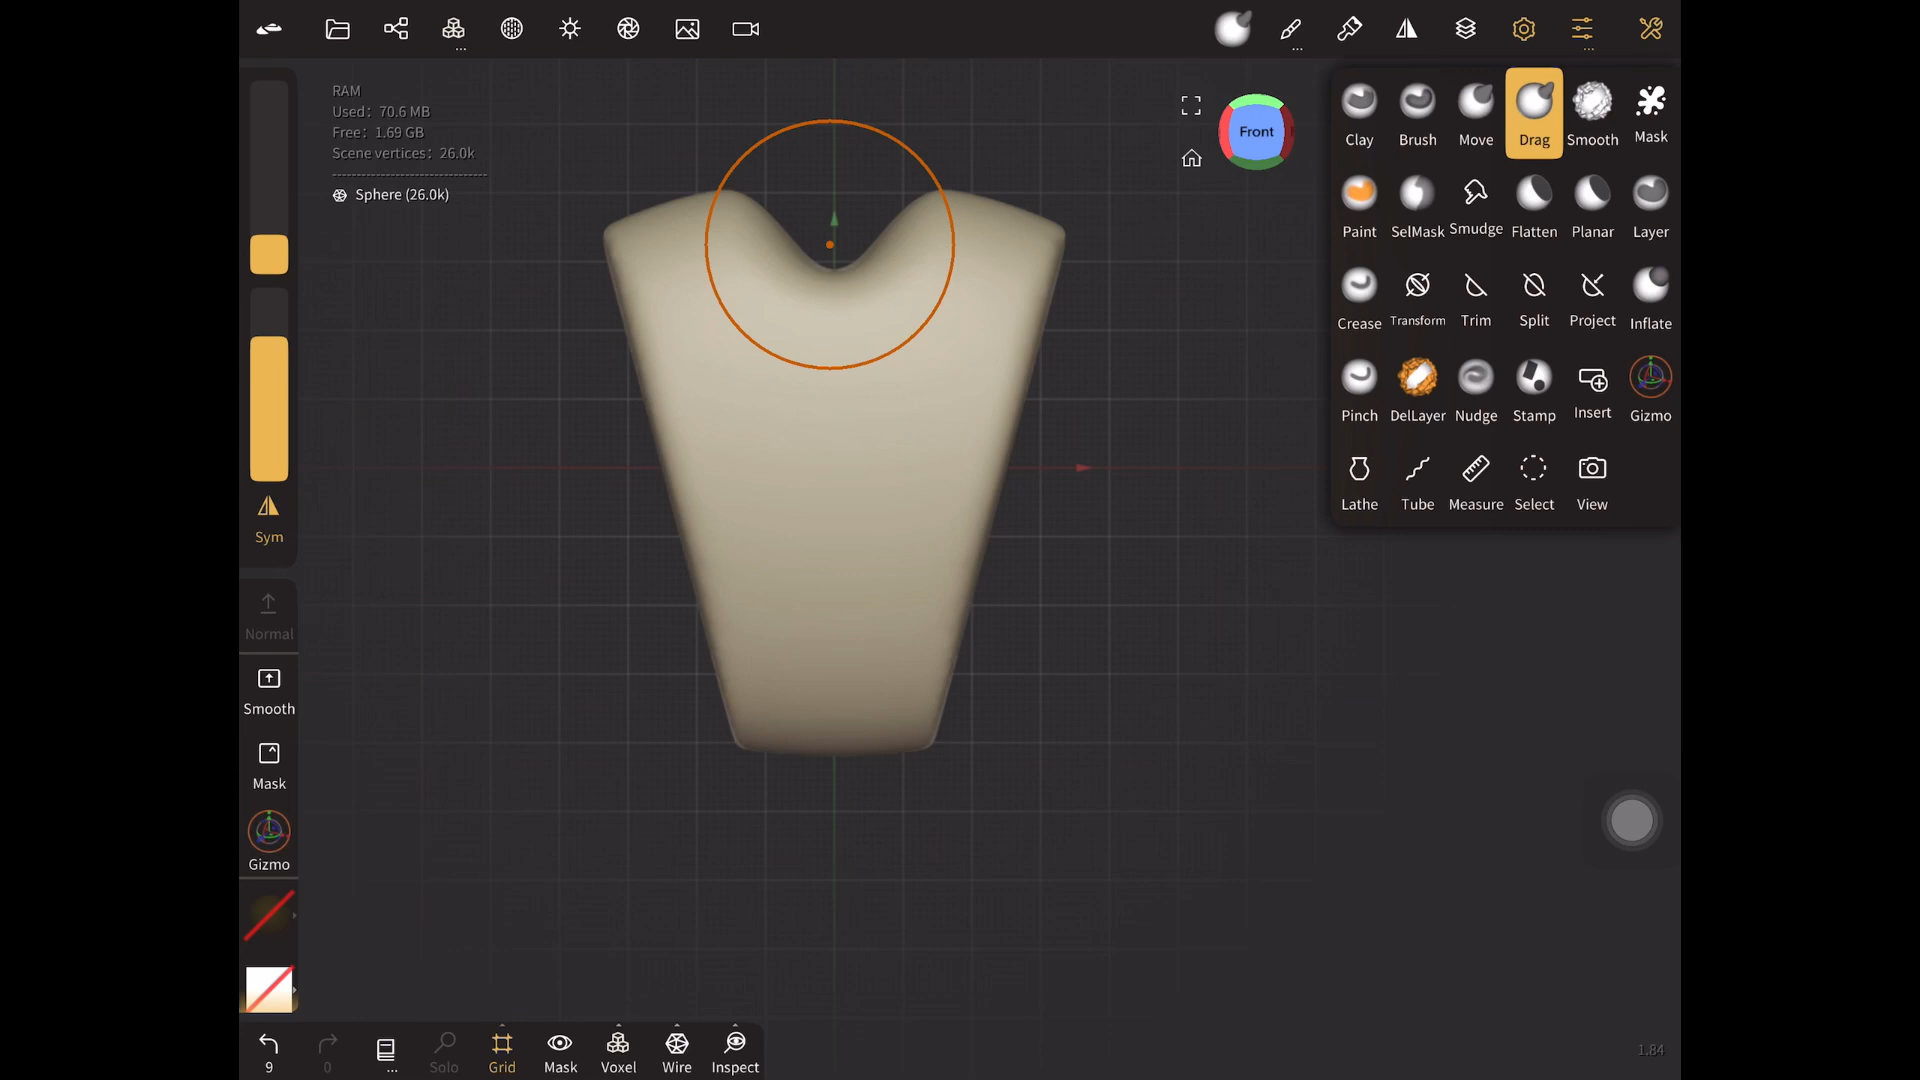 RAM
Used: 70.6 MB
Free: 1.69 GB
Scene vertices: 26.0k
Sphere (26.0k)
Front
Clay Brush Move Drag Smooth Mask
Paint SelMask Smudge Flatten Planar Layer
Crease Transform Trim Split Project Inflate
Pinch DelLayer Nudge Stamp Insert Gizmo
Lathe Tube Measure Select View
Sym
Normal
Smooth
Mask
Gizmo
9 0 ... Solo Grid Mask Voxel Wire Inspect
1.84